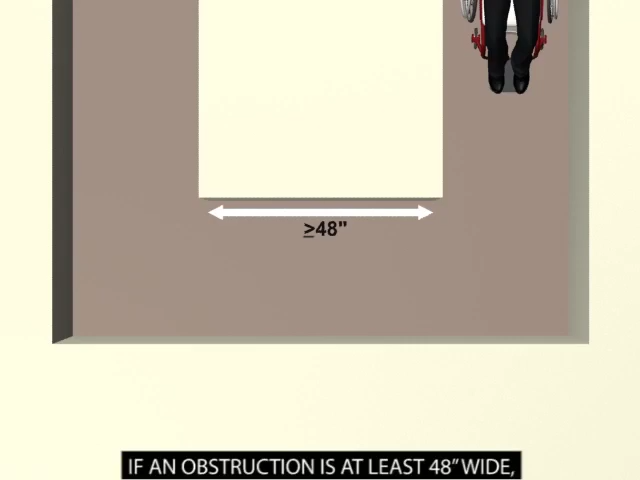 ≥48"
IF AN OBSTRUCTION IS AT LEAST 48" WIDE,